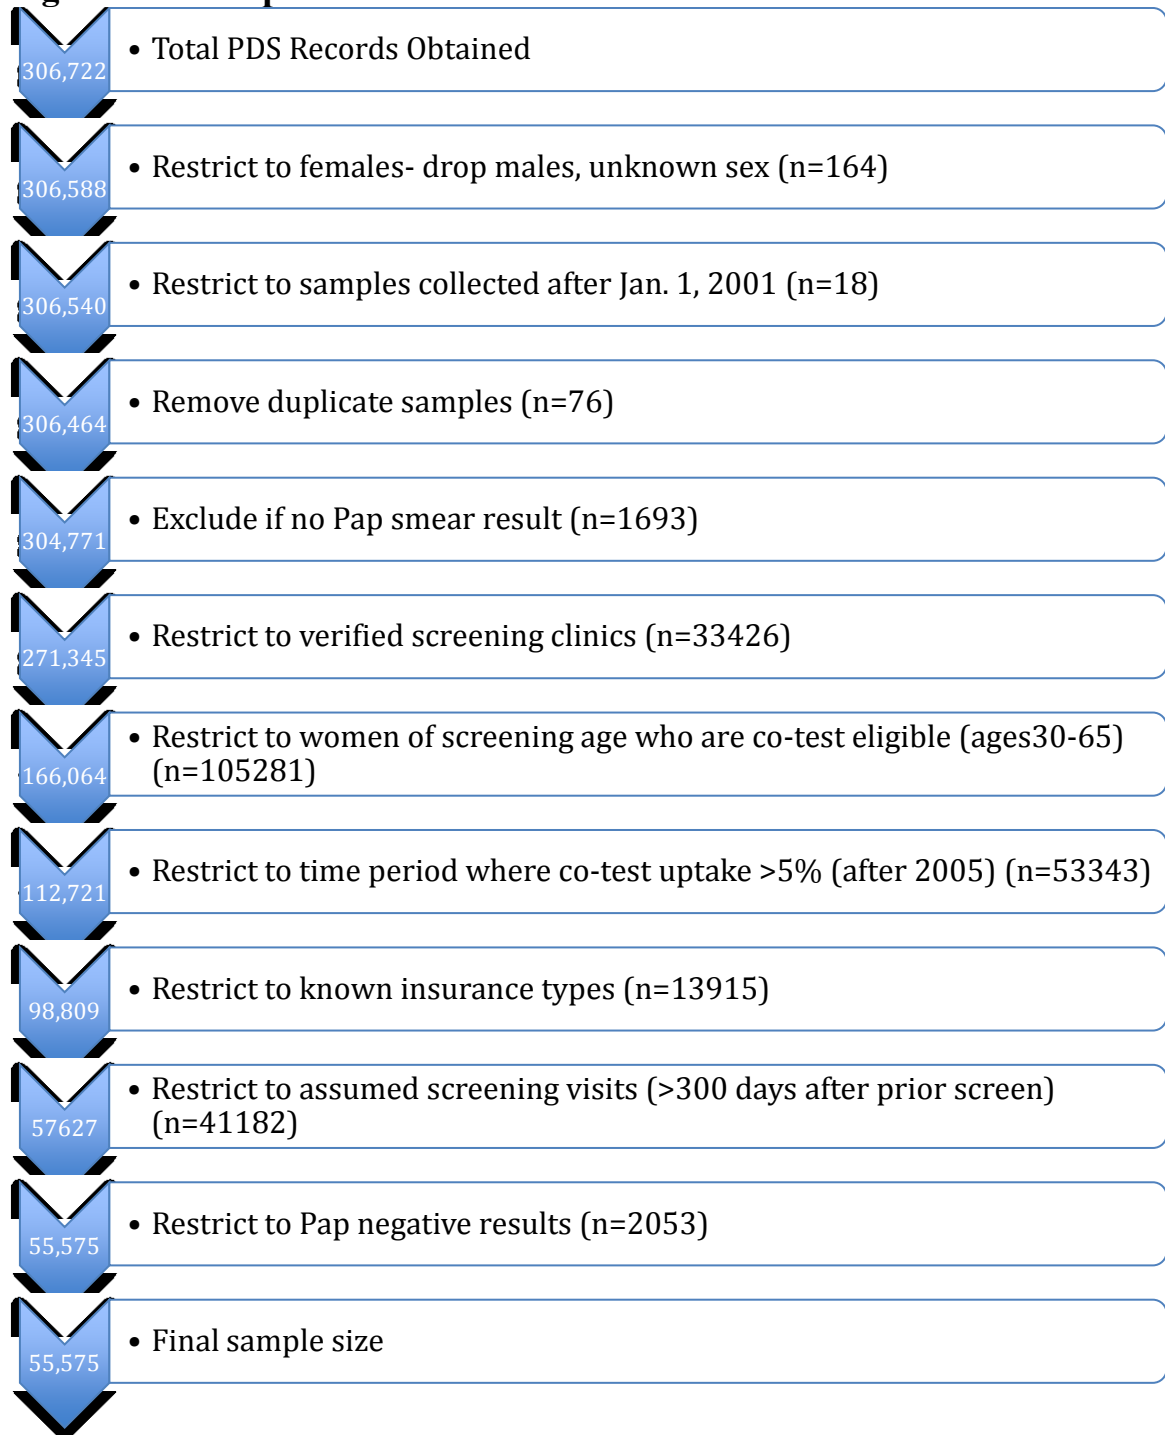 306,722
• Total PDS Records Obtained
306,588
• Restrict to females- drop males, unknown sex (n=164)
306,540
• Restrict to samples collected after Jan. 1, 2001 (n=18)
306,464
• Remove duplicate samples (n=76)
304,771
• Exclude if no Pap smear result (n=1693)
271,345
• Restrict to verified screening clinics (n=33426)
166,064
• Restrict to women of screening age who are co-test eligible (ages30-65)
(n=105281)
112,721
• Restrict to time period where co-test uptake >5% (after 2005) (n=53343)
98,809
• Restrict to known insurance types (n=13915)
57627
• Restrict to assumed screening visits (>300 days after prior screen)
(n=41182)
55,575
• Restrict to Pap negative results (n=2053)
55,575
• Final sample size